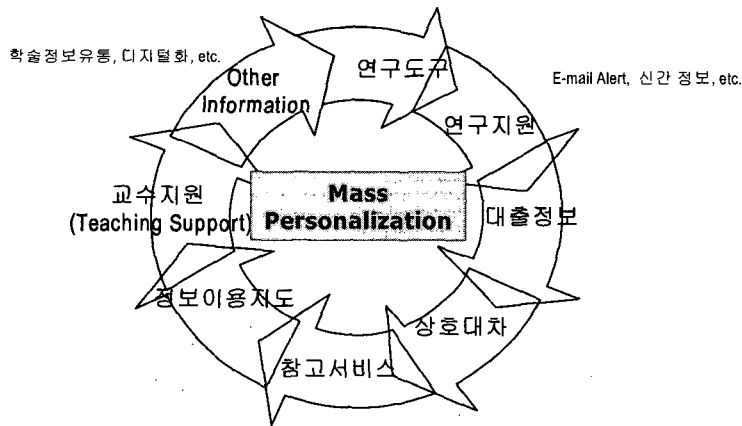 학술정보유통, 디지털화, etc.
Other
Information
연구도구
E-mail Alert, 신간 정보, etc.
연구지원
교수지원
(Teaching Support)
Mass
Personalization
대출정보
정보이용지도
상호대차
참고서비스